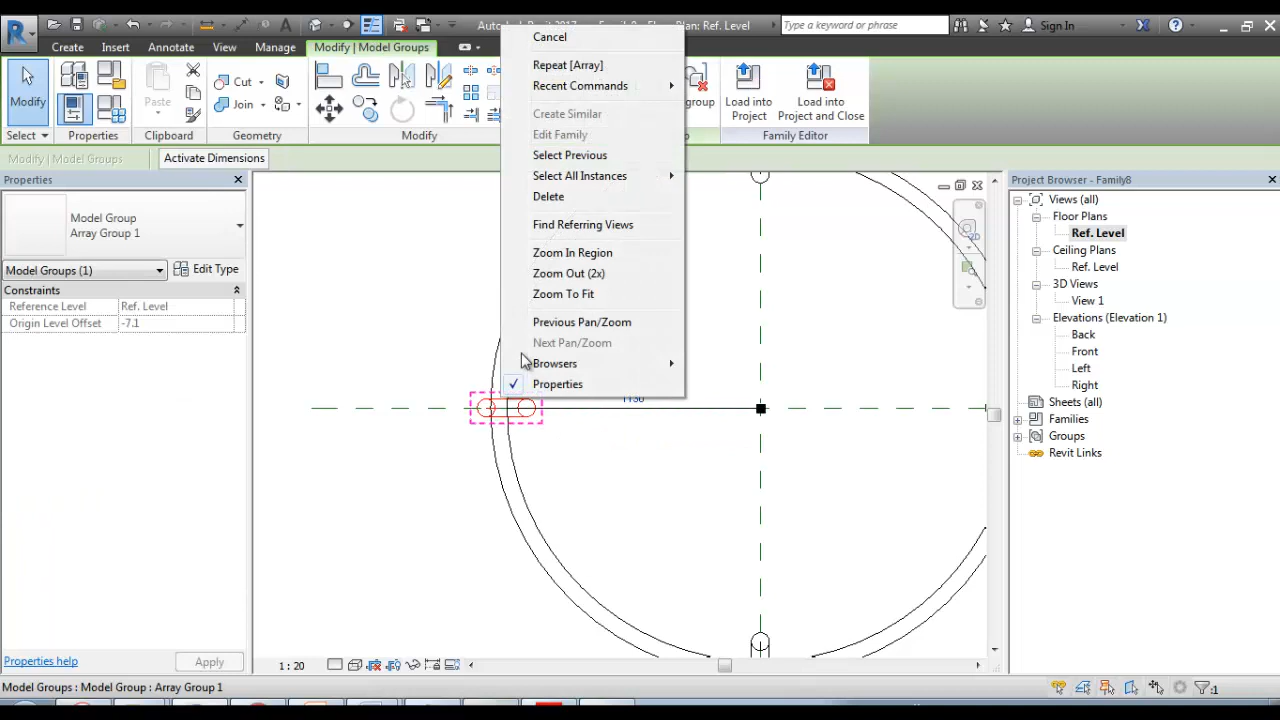 Autodesk Revit 2017 - Family8 - Floor Plan: Ref. Level
Type a keyword or phrase
Sign In
Create Insert Annotate View Manage Modify | Model Groups
Modify
Select
Properties
Paste
Clipboard
Cut
Join
Geometry
Modify
Load into Project
Load into Project and Close
Family Editor
Modify | Model Groups
Activate Dimensions
Properties
Model Group
Array Group 1
Model Groups (1)
Edit Type
Constraints
Reference Level Ref. Level
Origin Level Offset -7.1
Properties help
Apply
Cancel
Repeat [Array]
Recent Commands
Create Similar
Edit Family
Select Previous
Select All Instances
Delete
Find Referring Views
Zoom In Region
Zoom Out (2x)
Zoom To Fit
Previous Pan/Zoom
Next Pan/Zoom
Browsers
Properties
2D
1 : 20
Project Browser - Family8
Views (all)
Floor Plans
Ref. Level
Ceiling Plans
Ref. Level
3D Views
View 1
Elevations (Elevation 1)
Back
Front
Left
Right
Sheets (all)
Families
Groups
Revit Links
Model Groups : Model Group : Array Group 1
:1